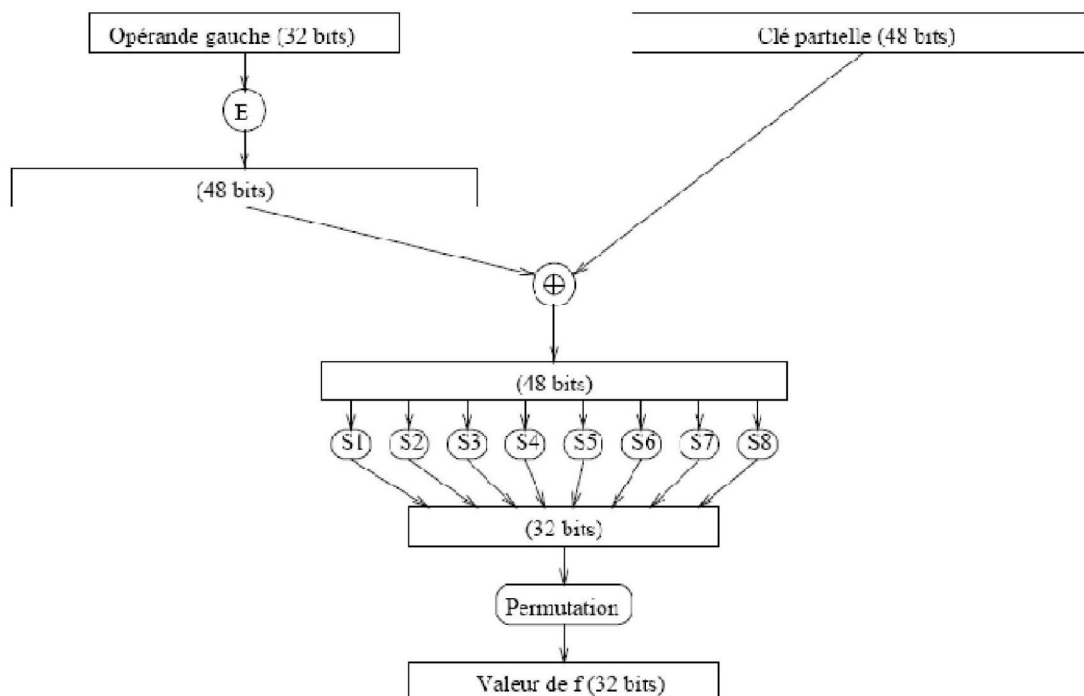 Opérande gauche (32 bits)
Clé partielle (48 bits)
E
(48 bits)
(48 bits)
S1 S2 S3 S4 S5 S6 S7 S8
(32 bits)
Permutation
Valeur de f (32 bits)